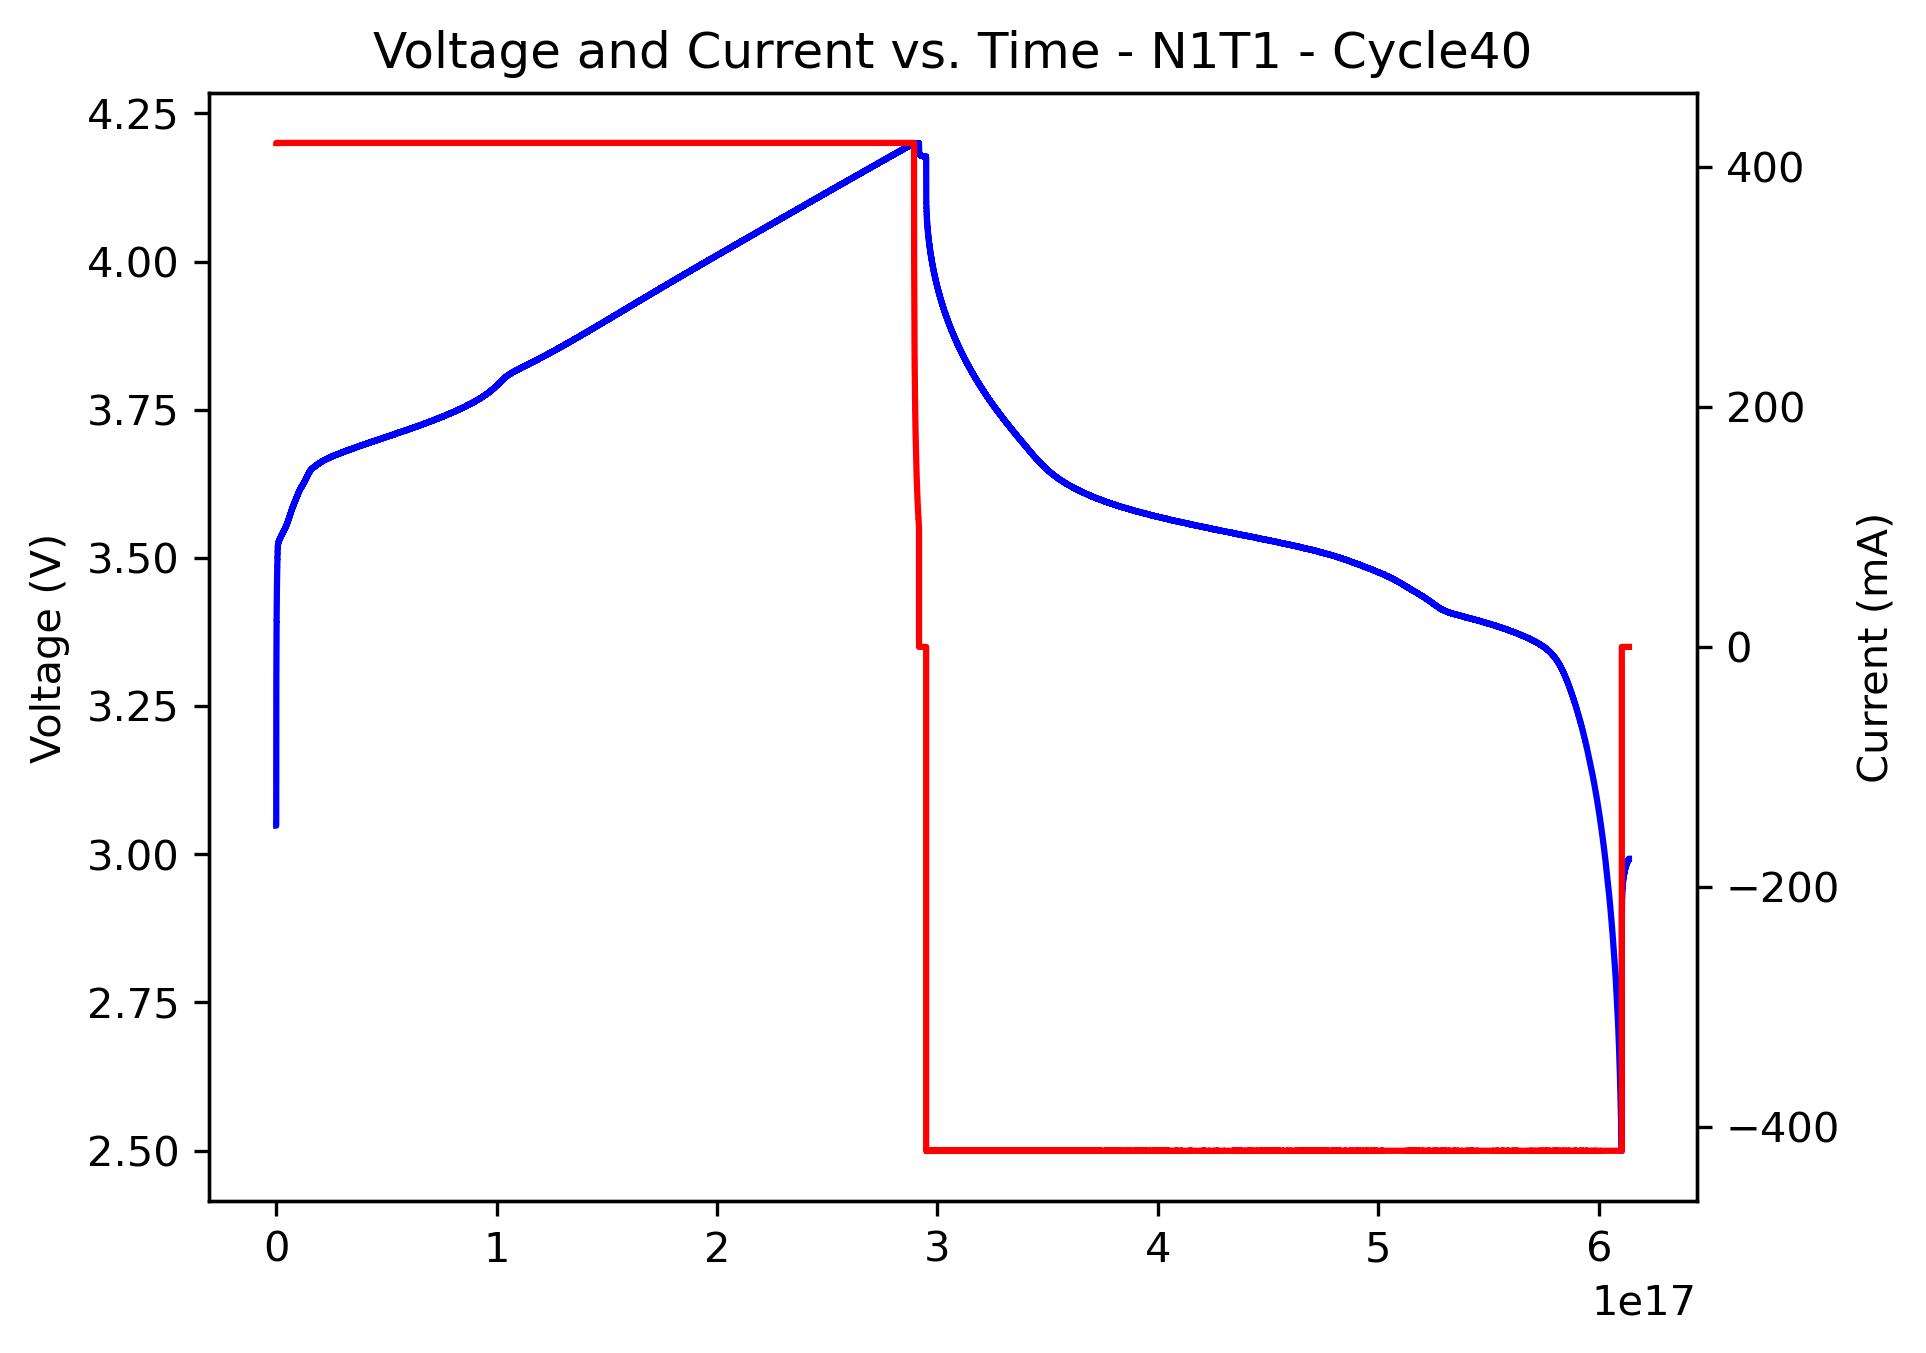 Voltage and Current vs. Time - N1T1 - Cycle40
Voltage (V)
4.25
4.00
3.75
3.50
3.25
3.00
2.75
2.50
400
200
0
−200
−400
Current (mA)
0 1 2 3 4 5 6
1e17